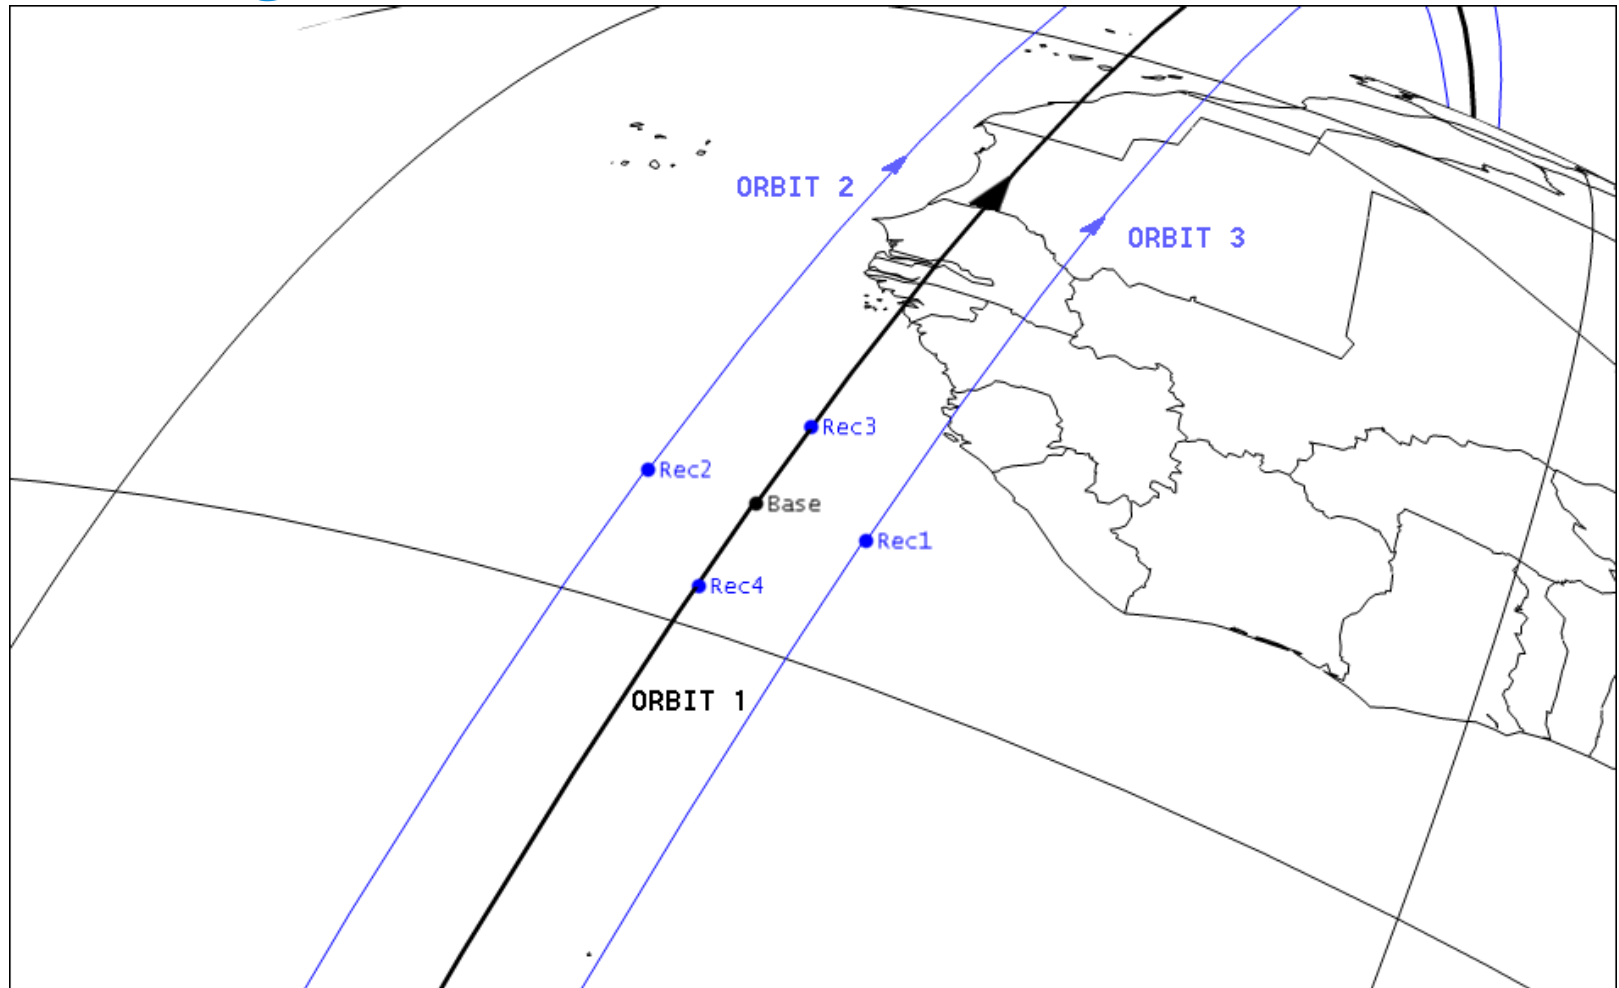 ORBIT 2
ORBIT 3
Rec3
Rec2
Base
Rec1
Rec4
ORBIT 1